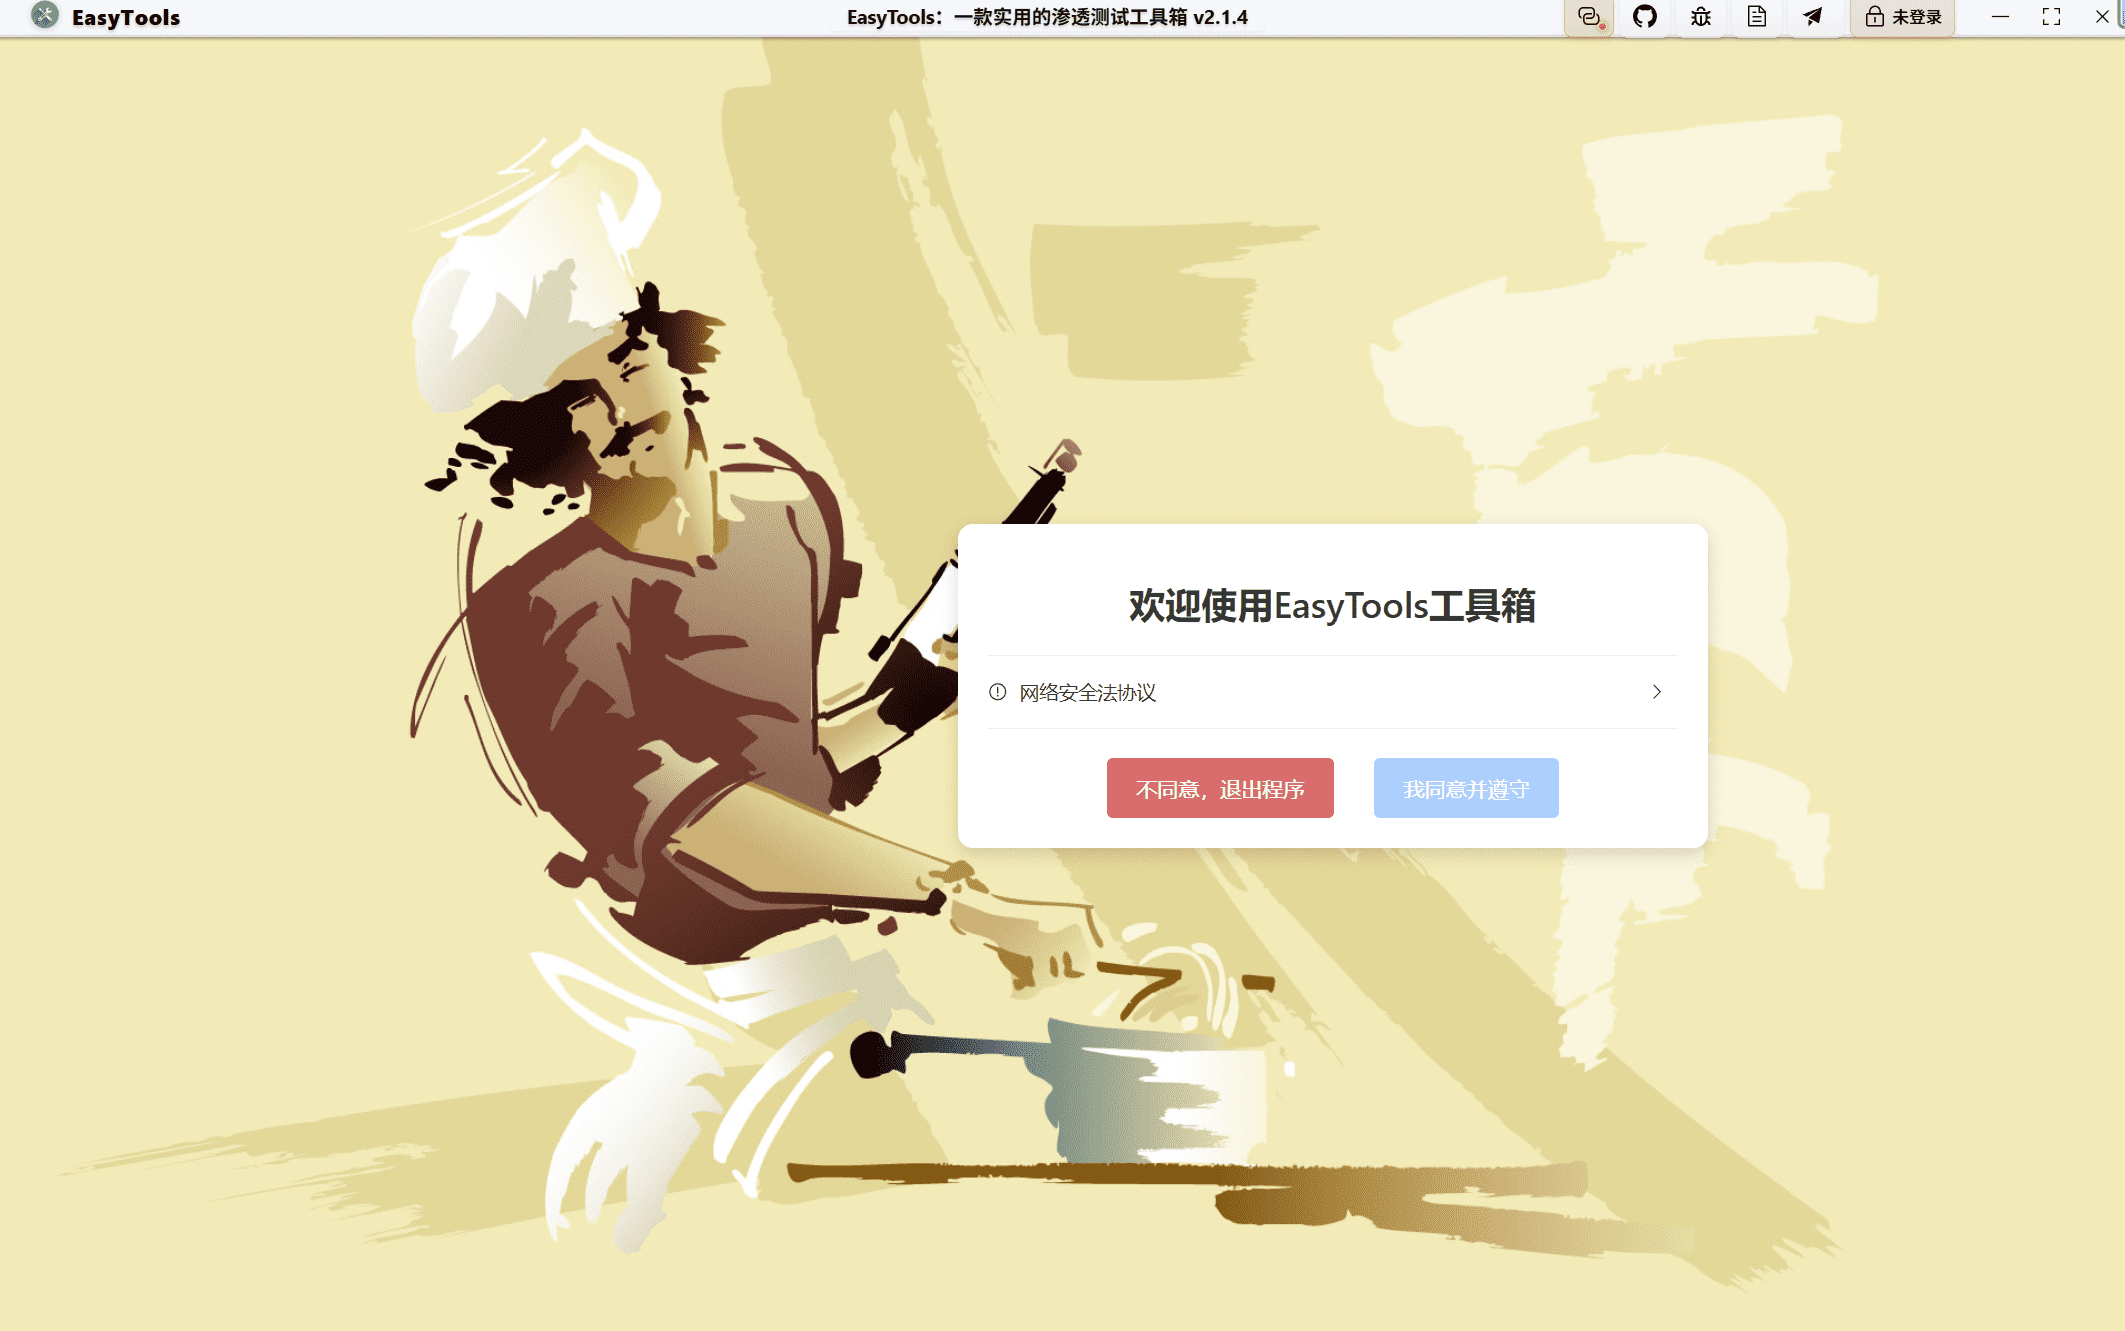 EasyTools
EasyTools：一款实用的渗透测试工具箱 v2.1.4
未登录
欢迎使用EasyTools工具箱
网络安全法协议
不同意，退出程序
我同意并遵守